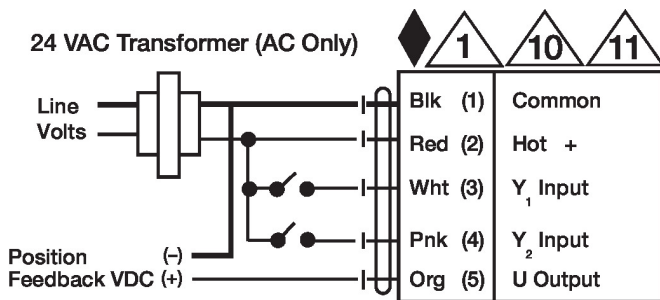 24 VAC Transformer (AC Only)
1 10 11
Line
Volts
Blk (1) Common
Red (2) Hot +
Wht (3) Y1 Input
Pnk (4) Y2 Input
Org (5) U Output
Position (–)
Feedback VDC (+)